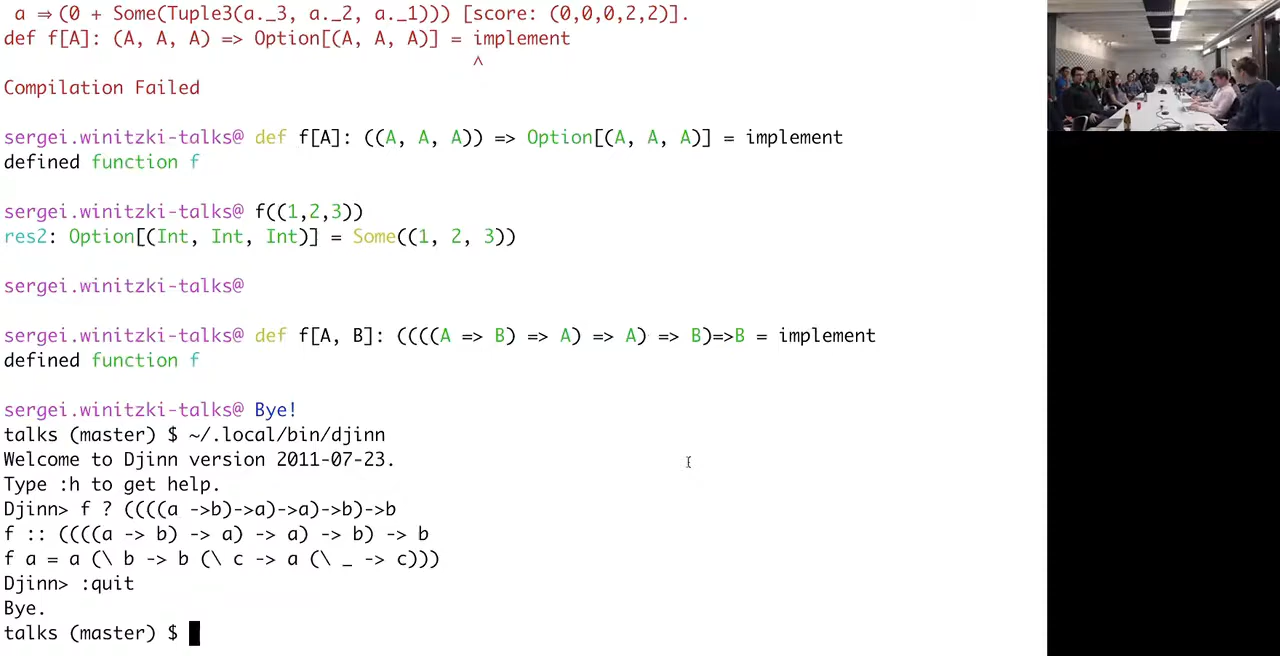 a ⇒ (0 + Some(Tuple3(a._3, a._2, a._1))) [score: (0,0,0,2,2)].
def f[A]: (A, A, A) => Option[(A, A, A)] = implement
^
Compilation Failed
sergei.winitzki-talks@ def f[A]: ((A, A, A)) => Option[(A, A, A)] = implement
defined function f
sergei.winitzki-talks@ f((1,2,3))
res2: Option[(Int, Int, Int)] = Some((1, 2, 3))
sergei.winitzki-talks@
sergei.winitzki-talks@ def f[A, B]: ((((A => B) => A) => A) => B)=>B = implement
defined function f
sergei.winitzki-talks@ Bye!
talks (master) $ ~/.local/bin/djinn
Welcome to Djinn version 2011-07-23.
Type :h to get help.
Djinn> f ? ((((a ->b)->a)->a)->b)->b
f :: ((((a -> b) -> a) -> a) -> b) -> b
f a = a (\ b -> b (\ c -> a (\ _ -> c)))
Djinn> :quit
Bye.
talks (master) $